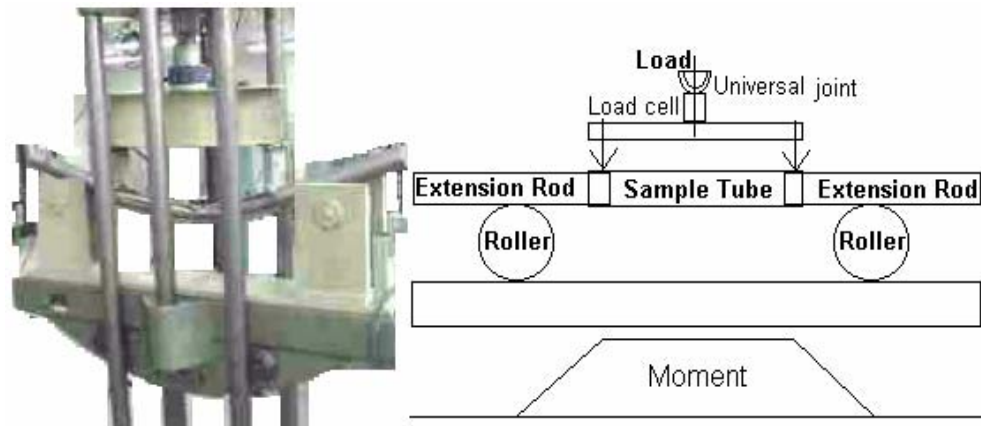 Load
Universal joint
Load cell
Extension Rod
Sample Tube
Extension Rod
Roller
Roller
Moment